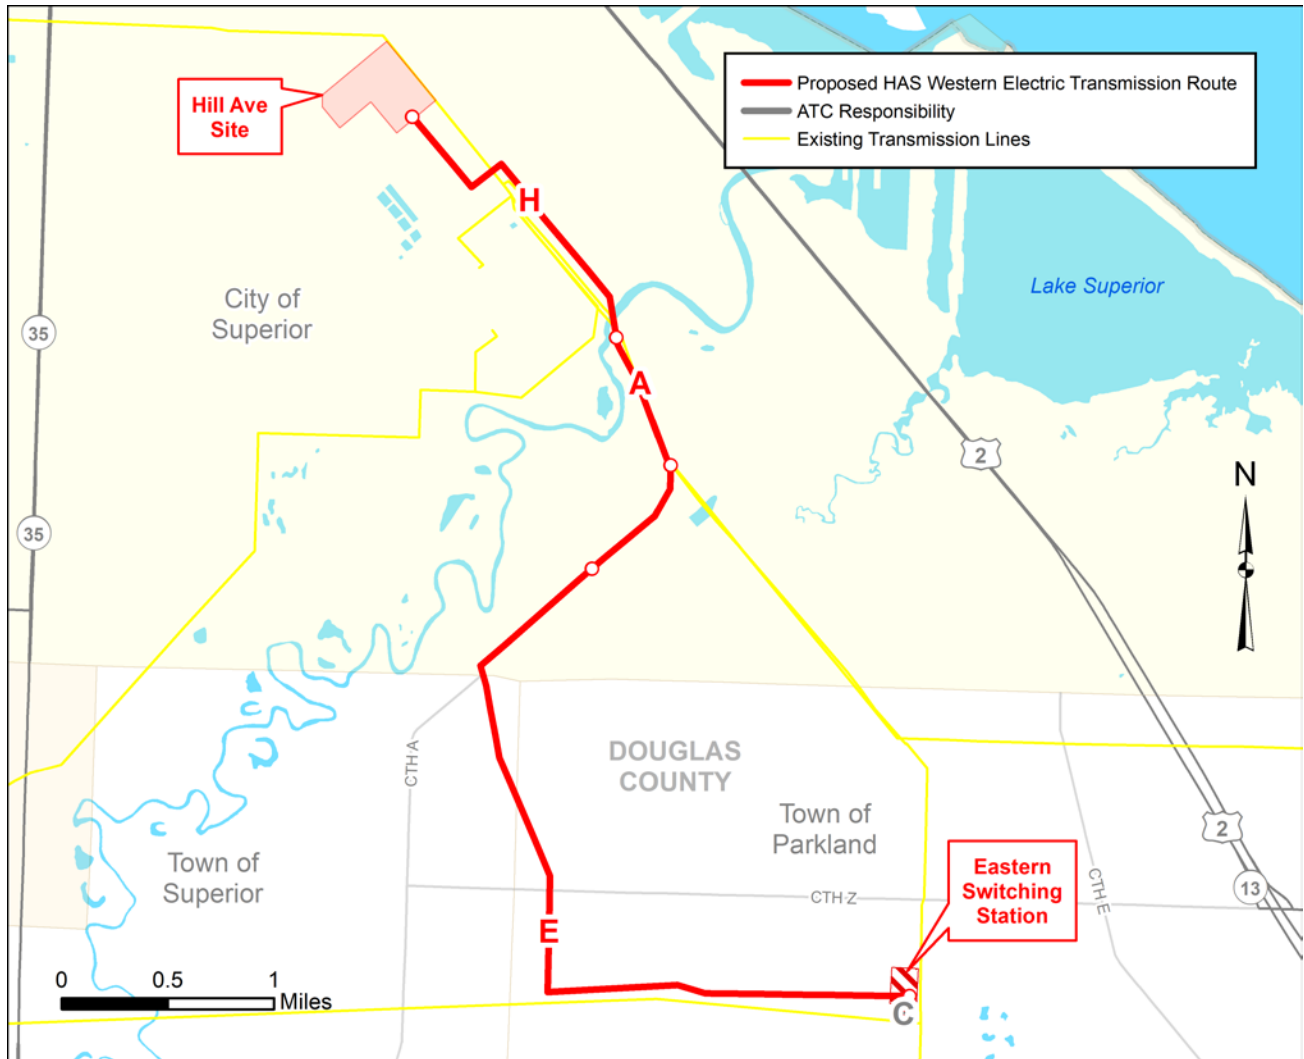 Proposed HAS Western Electric Transmission Route
ATC Responsibility
Existing Transmission Lines
Hill Ave
Site
H
City of
Superior
Lake Superior
35
A
2
N
35
CTH A
DOUGLAS
COUNTY
Town of
Parkland
2
Town of
Superior
Eastern
Switching
Station
CTH Z
CTH E
13
E
0 0.5 1
Miles
C